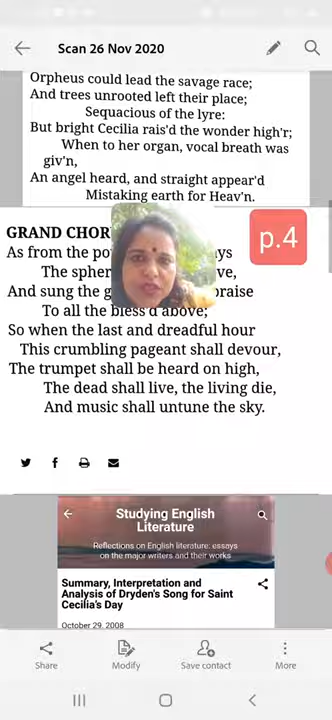 Scan 26 Nov 2020
Orpheus could lead the savage race;
And trees unrooted left their place;
Sequacious of the lyre:
But bright Cecilia rais'd the wonder high'r;
When to her organ, vocal breath was
giv'n,
An angel heard, and straight appear'd
Mistaking earth for Heav'n.
GRAND CHOR
As from the po ys
The spher ve,
And sung the g praise
To all the bless'd above;
So when the last and dreadful hour
This crumbling pageant shall devour,
The trumpet shall be heard on high,
The dead shall live, the living die,
And music shall untune the sky.
p.4
Studying English
Literature
Reflections on English literature: essays
on the major writers and their works
Summary, Interpretation and
Analysis of Dryden's Song for Saint
Cecilia's Day
October 29, 2008
Share
Modify
Save contact
More